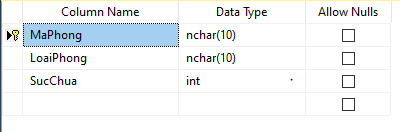 Column Name Data Type Allow Nulls
MaPhong nchar(10)
LoaiPhong nchar(10)
SucChua int